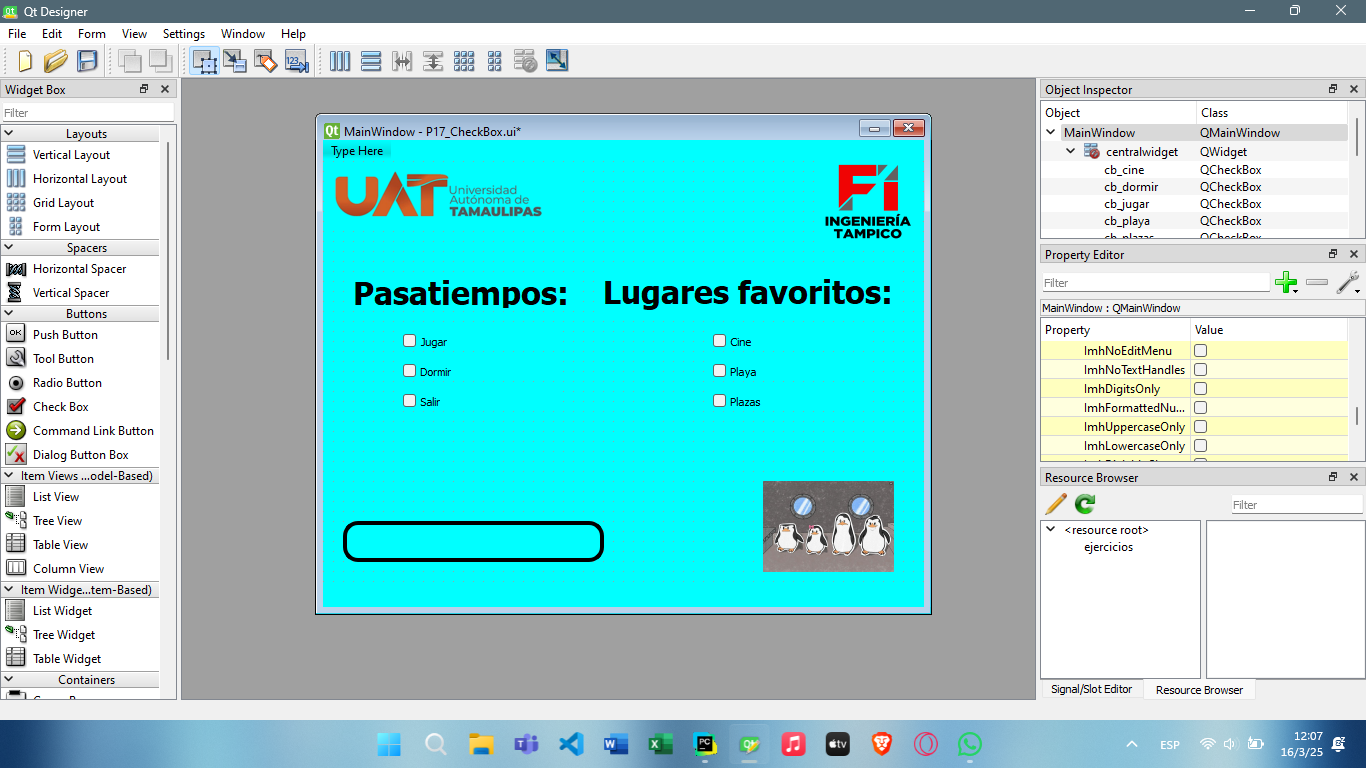 Qt Designer
File Edit Form View Settings Window Help
Widget Box
Filter
Layouts
Vertical Layout
Horizontal Layout
Grid Layout
Form Layout
Spacers
Horizontal Spacer
Vertical Spacer
Buttons
OK Push Button
Tool Button
Radio Button
Check Box
Command Link Button
Dialog Button Box
Item Views ...odel-Based)
List View
Tree View
Table View
Column View
Item Widge...tem-Based)
List Widget
Tree Widget
Table Widget
Containers
Qt MainWindow - P17_CheckBox.ui*
Type Here
UAT Universidad
Autónoma de
TAMAULIPAS
FI
INGENIERÍA
TAMPICO
Pasatiempos: Lugares favoritos:
Jugar Cine
Dormir Playa
Salir Plazas
Object Inspector
Object Class
MainWindow QMainWindow
centralwidget QWidget
cb_cine QCheckBox
cb_dormir QCheckBox
cb_jugar QCheckBox
cb_playa QCheckBox
cb_plazas QCheckBox
Property Editor
Filter
MainWindow : QMainWindow
Property Value
ImhNoEditMenu
ImhNoTextHandles
ImhDigitsOnly
ImhFormattedNu...
ImhUppercaseOnly
ImhLowercaseOnly
Resource Browser
Filter
<resource root>
ejercicios
Signal/Slot Editor Resource Browser
ESP 12:07
16/3/25